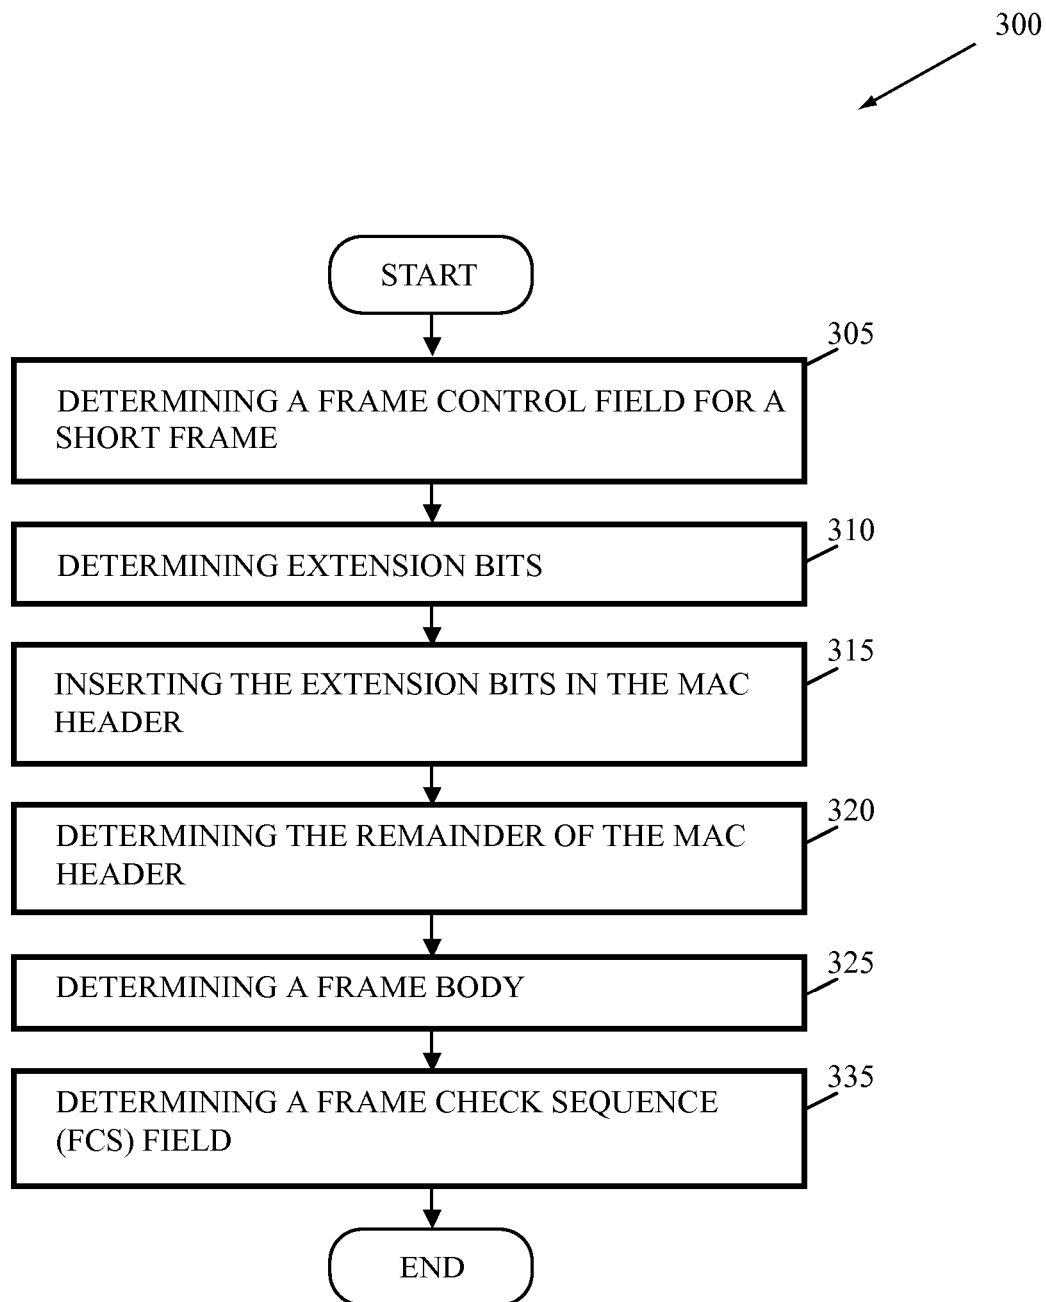 300
START
305
DETERMINING A FRAME CONTROL FIELD FOR A
SHORT FRAME
310
DETERMINING EXTENSION BITS
315
INSERTING THE EXTENSION BITS IN THE MAC
HEADER
320
DETERMINING THE REMAINDER OF THE MAC
HEADER
325
DETERMINING A FRAME BODY
335
DETERMINING A FRAME CHECK SEQUENCE
(FCS) FIELD
END